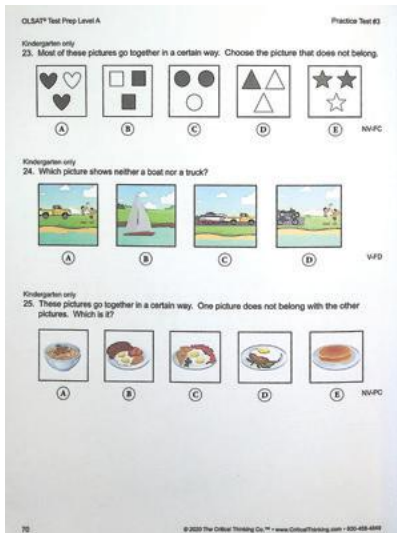 OLSAT® Test Prep Level A
Practice Test #3
Kindergarten only
23. Most of these pictures go together in a certain way. Choose the picture that does not belong.
A B C D E NV-FC
Kindergarten only
24. Which picture shows neither a boat nor a truck?
A B C D V-FD
Kindergarten only
25. These pictures go together in a certain way. One picture does not belong with the other
pictures. Which is it?
A B C D E NV-PC
70
© 2020 The Critical Thinking Co.™ • www.CriticalThinking.com • 800-458-4849